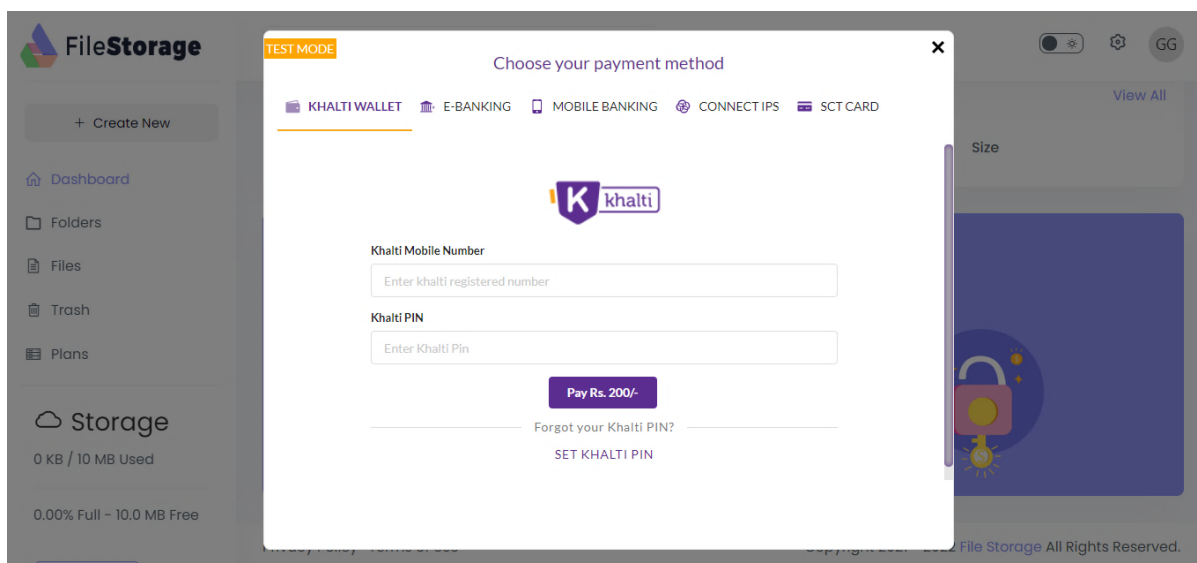 FileStorage
GG
+ Create New
Dashboard
Folders
Files
Trash
Plans
Storage
0 KB / 10 MB Used
0.00% Full - 10.0 MB Free
TEST MODE
×
Choose your payment method
KHALTI WALLET E-BANKING MOBILE BANKING CONNECT IPS SCT CARD
K khalti
Khalti Mobile Number
Enter khalti registered number
Khalti PIN
Enter Khalti Pin
Pay Rs. 200/-
Forgot your Khalti PIN?
SET KHALTI PIN
View All
Size
File Storage All Rights Reserved.